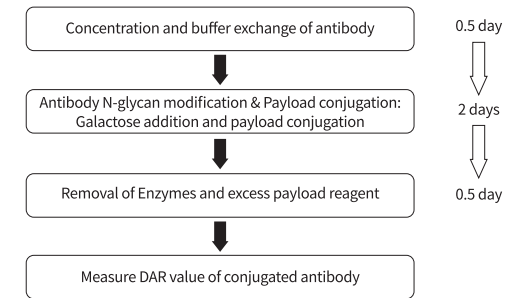 Concentration and buffer exchange of antibody
0.5 day
Antibody N-glycan modification & Payload conjugation:
Galactose addition and payload conjugation
2 days
Removal of Enzymes and excess payload reagent
0.5 day
Measure DAR value of conjugated antibody